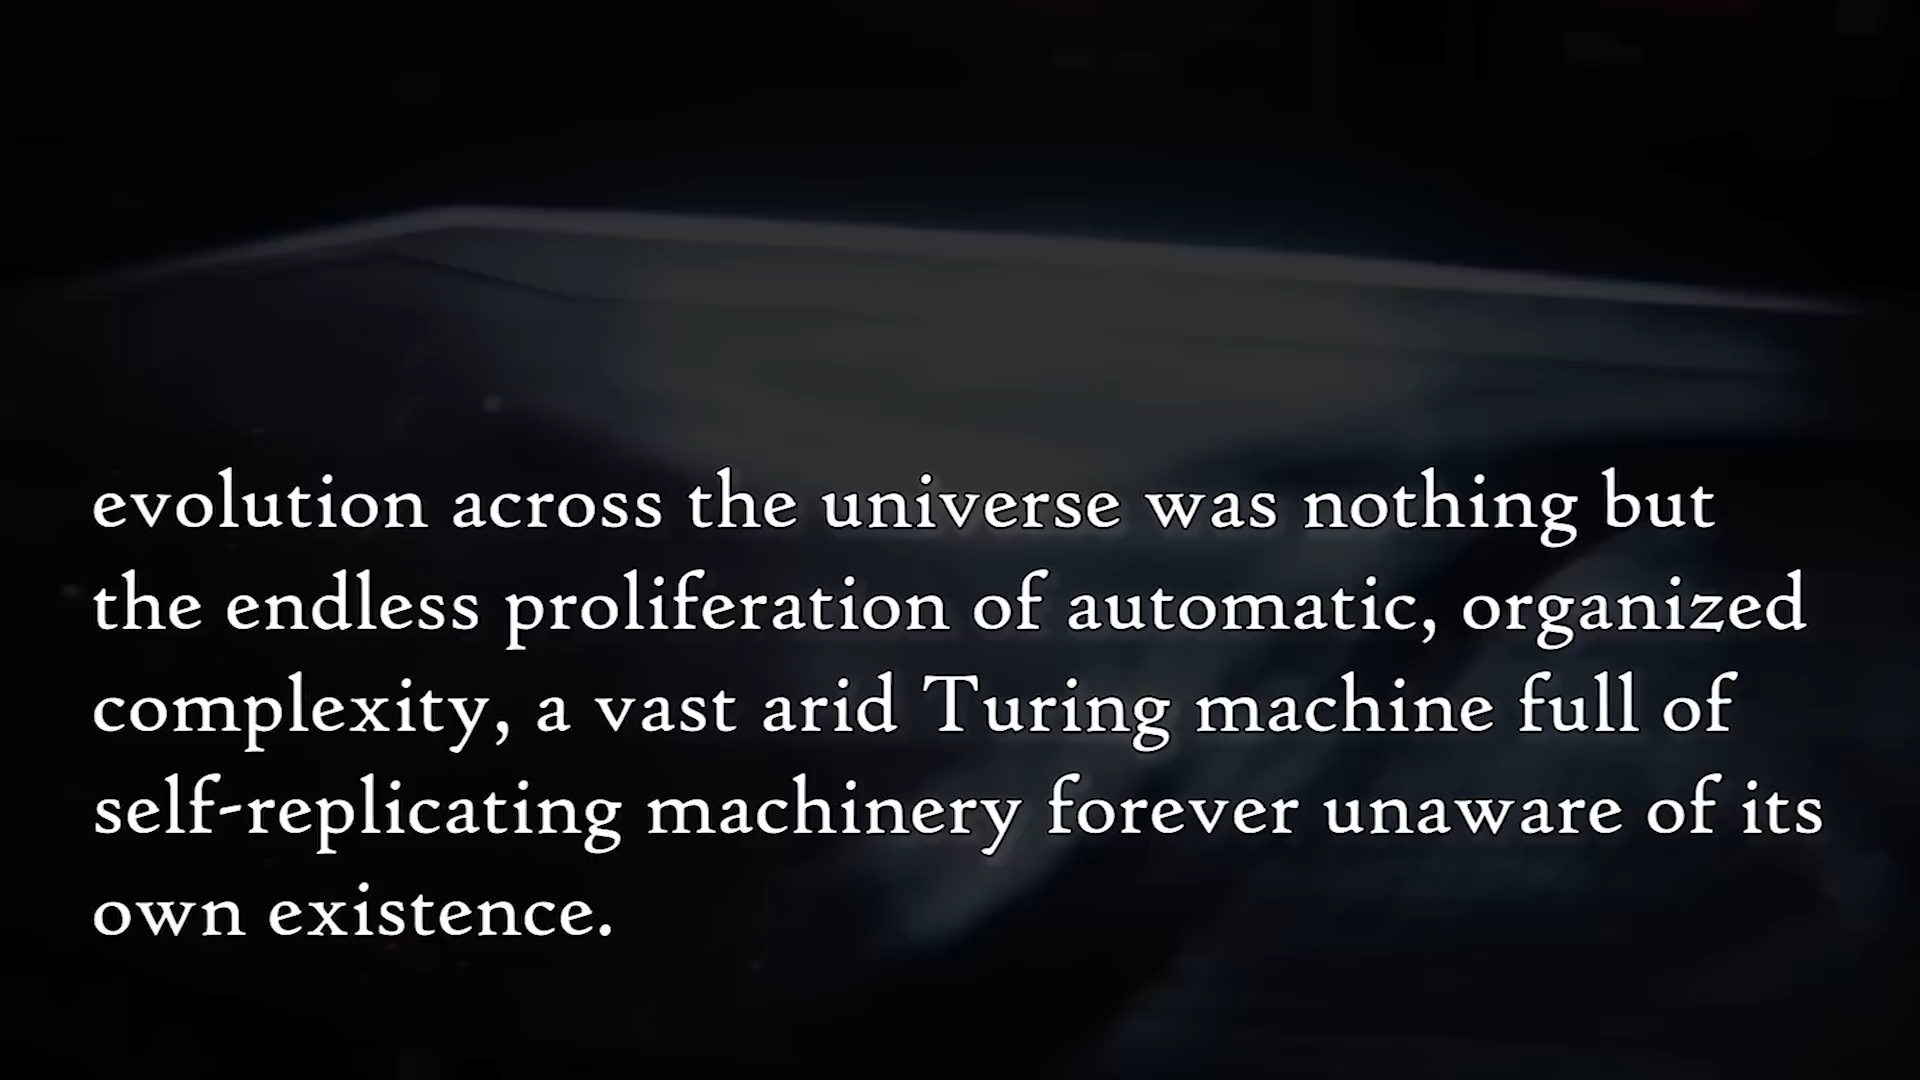 evolution across the universe was nothing but
the endless proliferation of automatic, organized
complexity, a vast arid Turing machine full of
self-replicating machinery forever unaware of its
own existence.